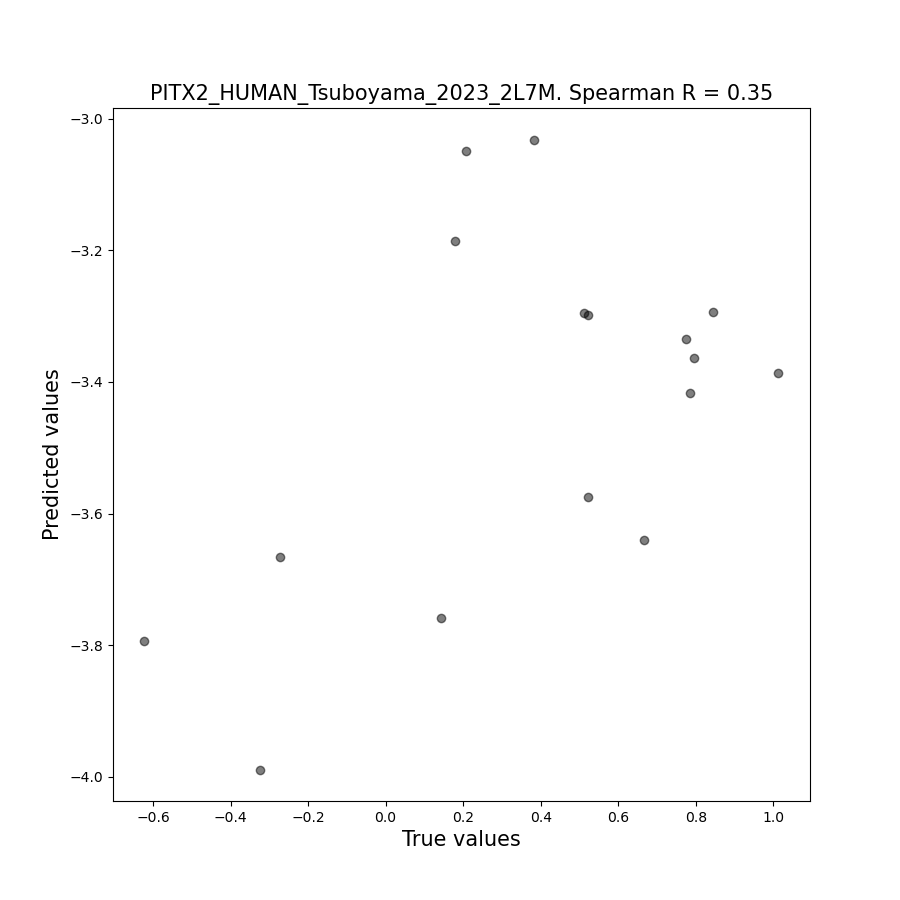 PITX2_HUMAN_Tsuboyama_2023_2L7M. Spearman R = 0.35
−3.0
−3.2
−3.4
−3.6
−3.8
−4.0
Predicted values
−0.6 −0.4 −0.2 0.0 0.2 0.4 0.6 0.8 1.0
True values